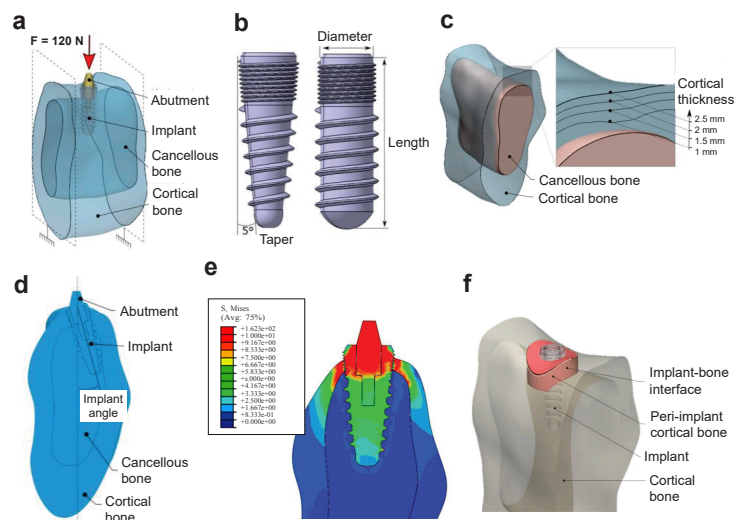 a
F = 120 N
Abutment
Implant
Cancellous
bone
Cortical
bone
b
Diameter
Length
5°
Taper
c
Cortical
thickness
2.5 mm
2 mm
1.5 mm
1 mm
Cancellous bone
Cortical bone
d
Abutment
Implant
Implant
angle
Cancellous
bone
Cortical
bone
e
S, Mises
(Avg: 75%)
+1.623e+02
+1.000e+01
+9.167e+00
+8.333e+00
+7.500e+00
+6.667e+00
+5.833e+00
+s.000e+00
+4.167e+00
+3.333e+00
+2.500e+00
+1.667e+00
+8.333e-01
+0.000e+00
f
Implant-bone
interface
Peri-implant
cortical bone
Implant
Cortical
bone